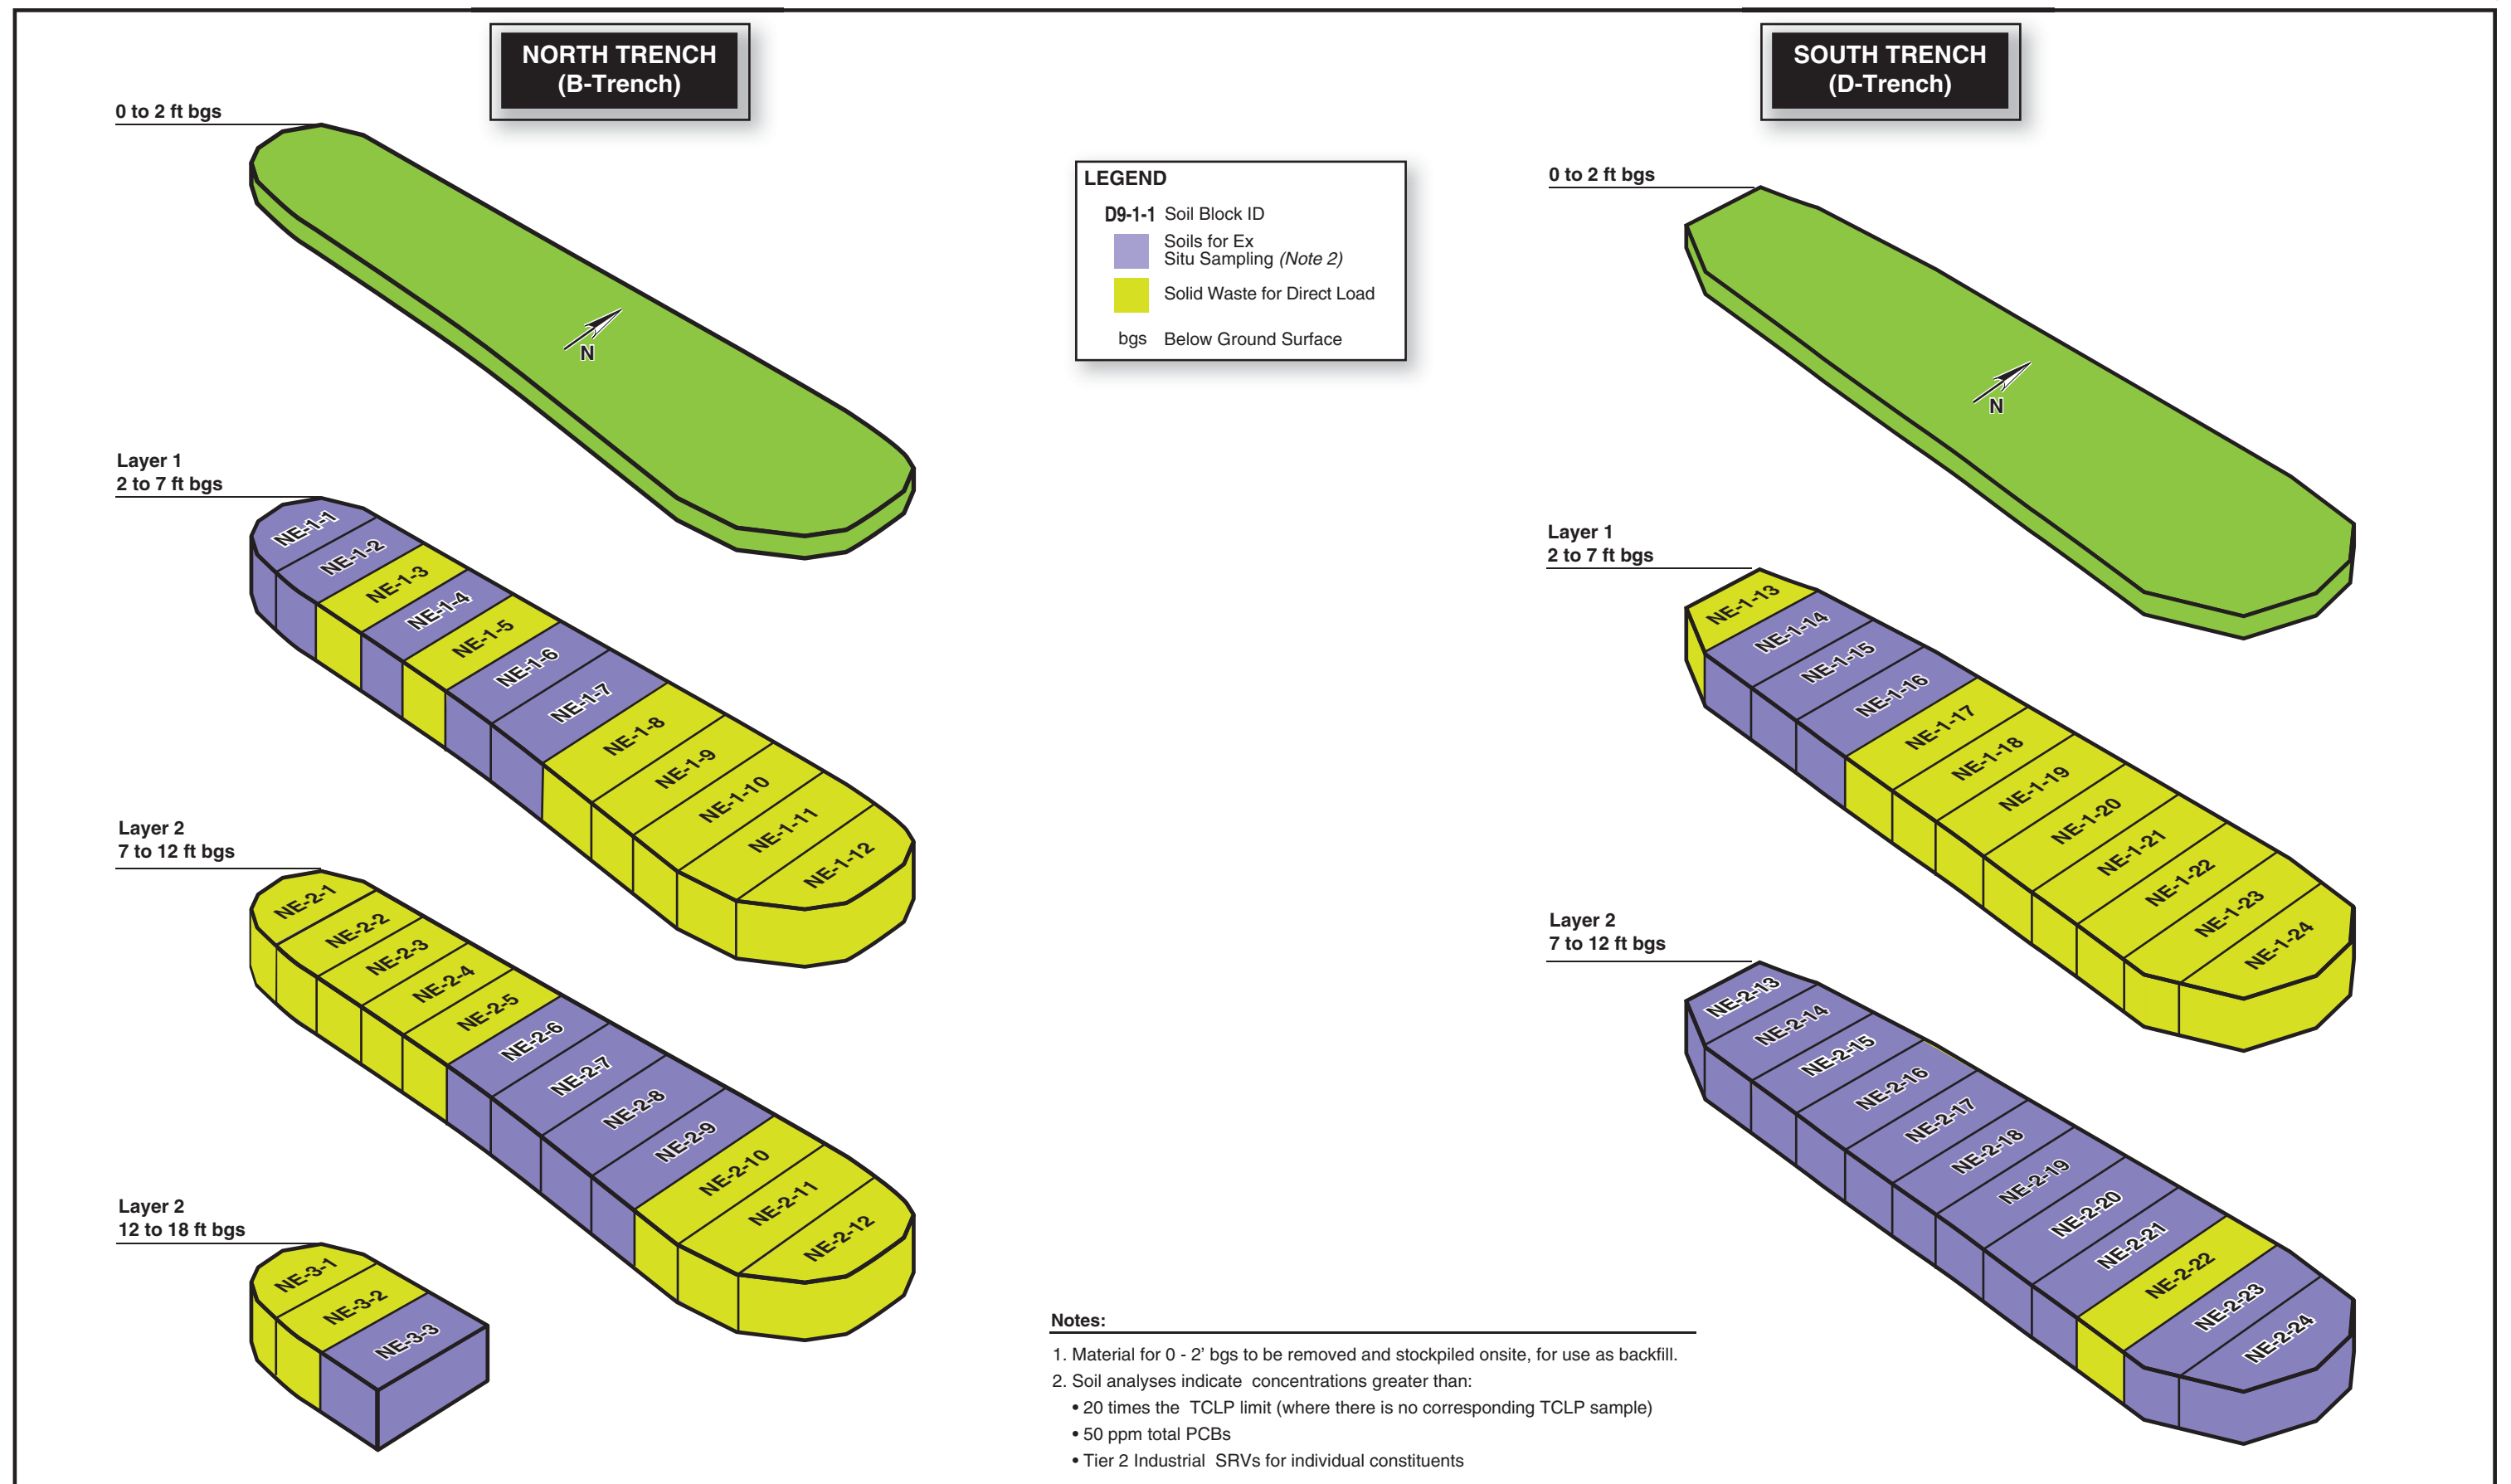 NORTH TRENCH
(B-Trench)
0 to 2 ft bgs
N
Layer 1
2 to 7 ft bgs
NE-1-1
NE-1-2
NE-1-3
NE-1-4
NE-1-5
NE-1-6
NE-1-7
NE-1-8
NE-1-9
NE-1-10
NE-1-11
NE-1-12
Layer 2
7 to 12 ft bgs
NE-2-1
NE-2-2
NE-2-3
NE-2-4
NE-2-5
NE-2-6
NE-2-7
NE-2-8
NE-2-9
NE-2-10
NE-2-11
NE-2-12
Layer 2
12 to 18 ft bgs
NE-3-1
NE-3-2
NE-3-3
LEGEND
D9-1-1 Soil Block ID
Soils for Ex
Situ Sampling (Note 2)
Solid Waste for Direct Load
bgs Below Ground Surface
SOUTH TRENCH
(D-Trench)
0 to 2 ft bgs
N
Layer 1
2 to 7 ft bgs
NE-1-13
NE-1-14
NE-1-15
NE-1-16
NE-1-17
NE-1-18
NE-1-19
NE-1-20
NE-1-21
NE-1-22
NE-1-23
NE-1-24
Layer 2
7 to 12 ft bgs
NE-2-13
NE-2-14
NE-2-15
NE-2-16
NE-2-17
NE-2-18
NE-2-19
NE-2-20
NE-2-21
NE-2-22
NE-2-23
NE-2-24
Notes:
1. Material for 0 - 2' bgs to be removed and stockpiled onsite, for use as backfill.
2. Soil analyses indicate concentrations greater than:
• 20 times the TCLP limit (where there is no corresponding TCLP sample)
• 50 ppm total PCBs
• Tier 2 Industrial SRVs for individual constituents